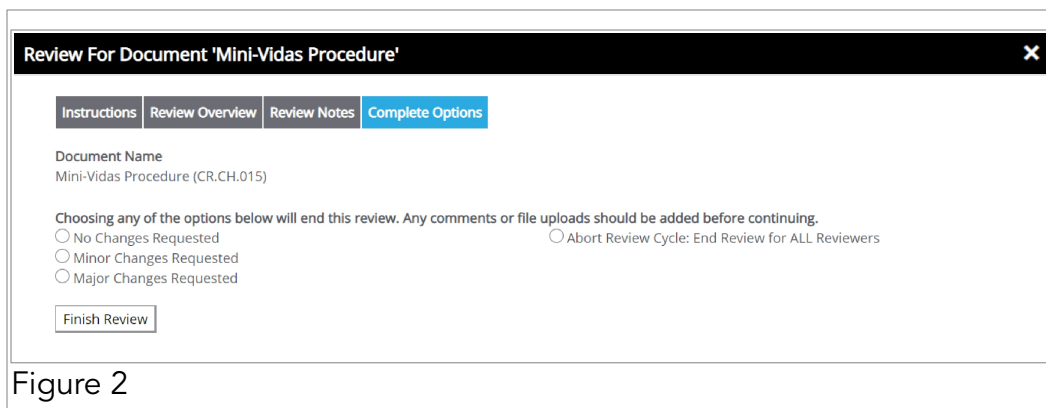 Review For Document 'Mini-Vidas Procedure'
Instructions Review Overview Review Notes Complete Options
Document Name
Mini-Vidas Procedure (CR.CH.015)
Choosing any of the options below will end this review. Any comments or file uploads should be added before continuing.
No Changes Requested Abort Review Cycle: End Review for ALL Reviewers
Minor Changes Requested
Major Changes Requested
Finish Review
Figure 2